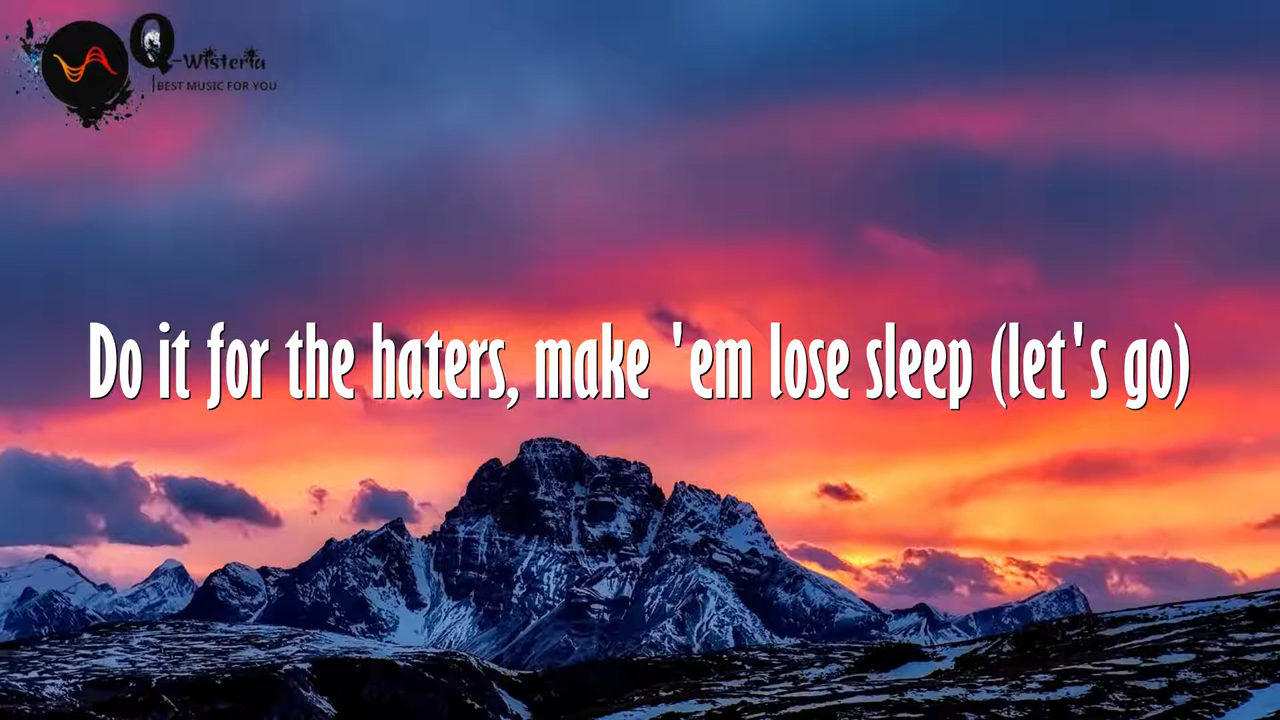 Q-Wisteria
BEST MUSIC FOR YOU
Do it for the haters, make 'em lose sleep (let's go)